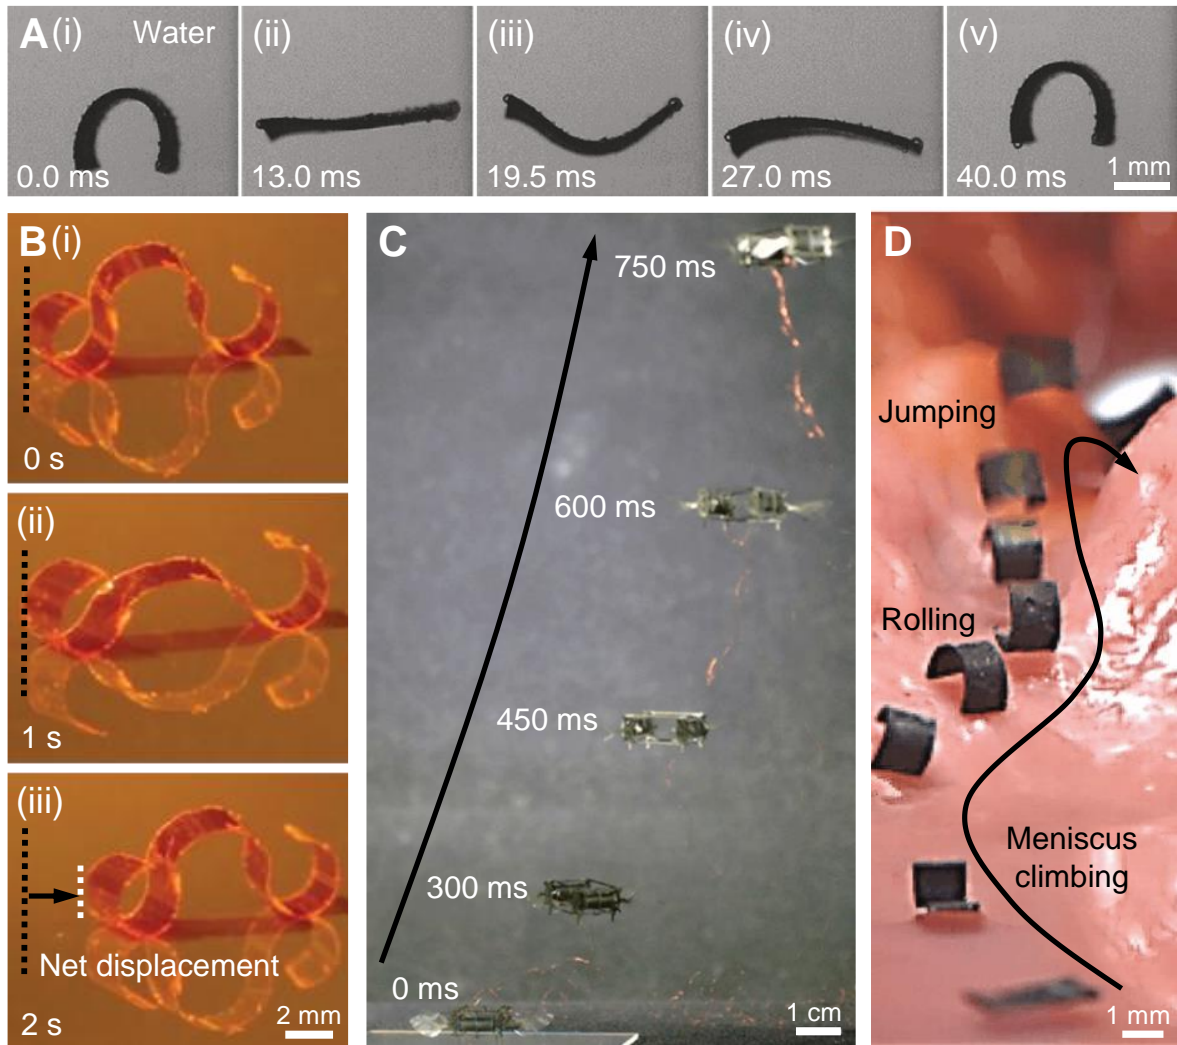 A (i) Water
(ii)
(iii)
(iv)
(v)
0.0 ms
13.0 ms
19.5 ms
27.0 ms
40.0 ms
1 mm
B (i)
0 s
(ii)
1 s
(iii)
Net displacement
2 s
2 mm
C
750 ms
600 ms
450 ms
300 ms
0 ms
1 cm
D
Jumping
Rolling
Meniscus
climbing
1 mm